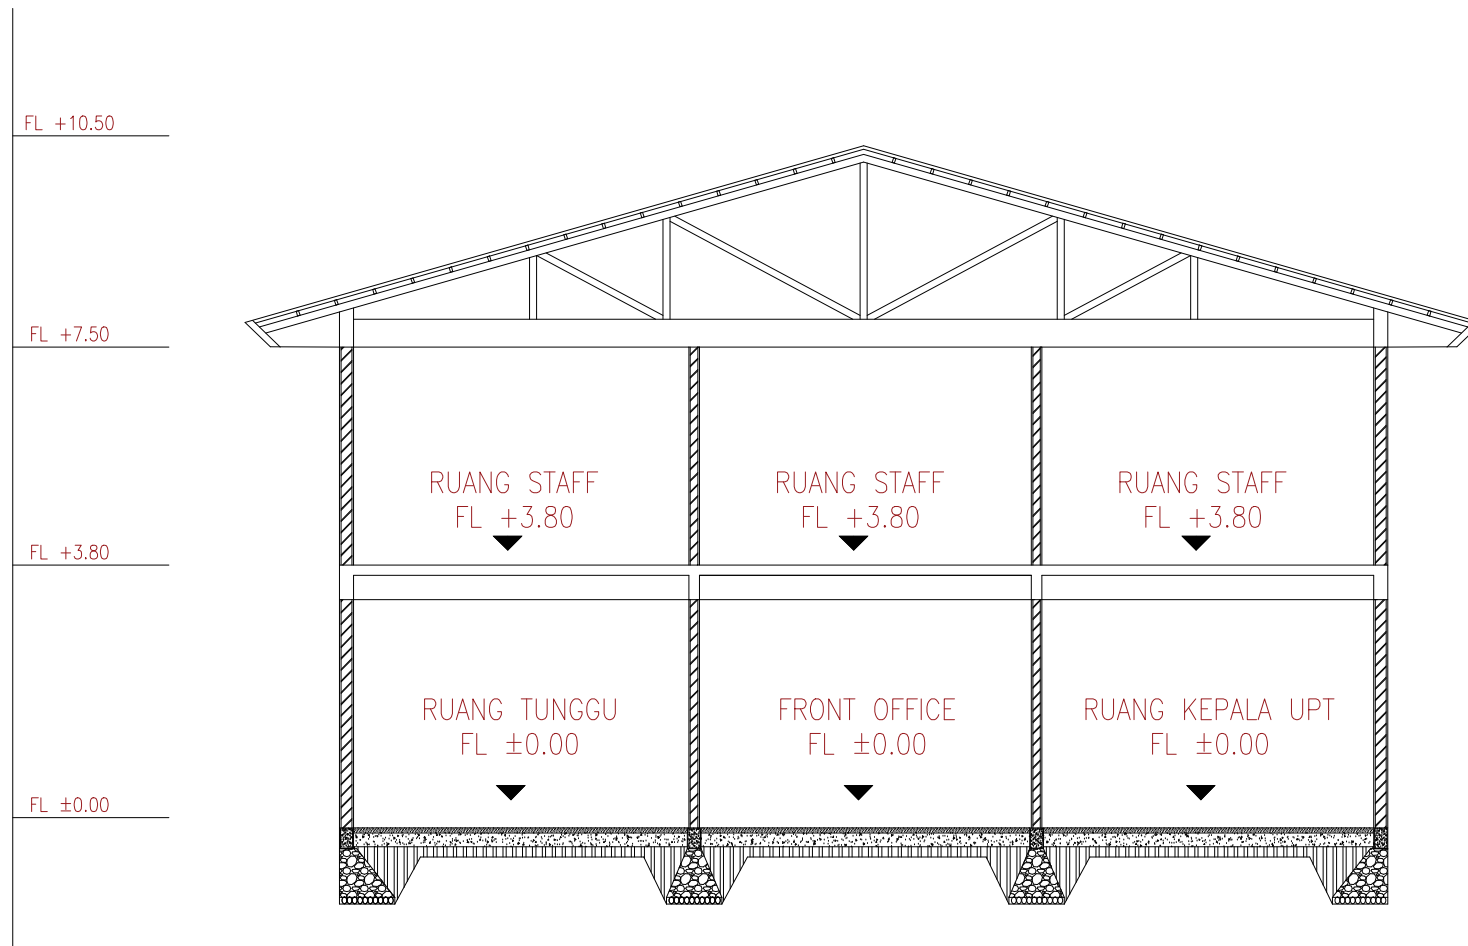 FL +10.50
FL +7.50
RUANG STAFF
FL +3.80
RUANG STAFF
FL +3.80
RUANG STAFF
FL +3.80
FL +3.80
RUANG TUNGGU
FL ±0.00
FRONT OFFICE
FL ±0.00
RUANG KEPALA UPT
FL ±0.00
FL ±0.00